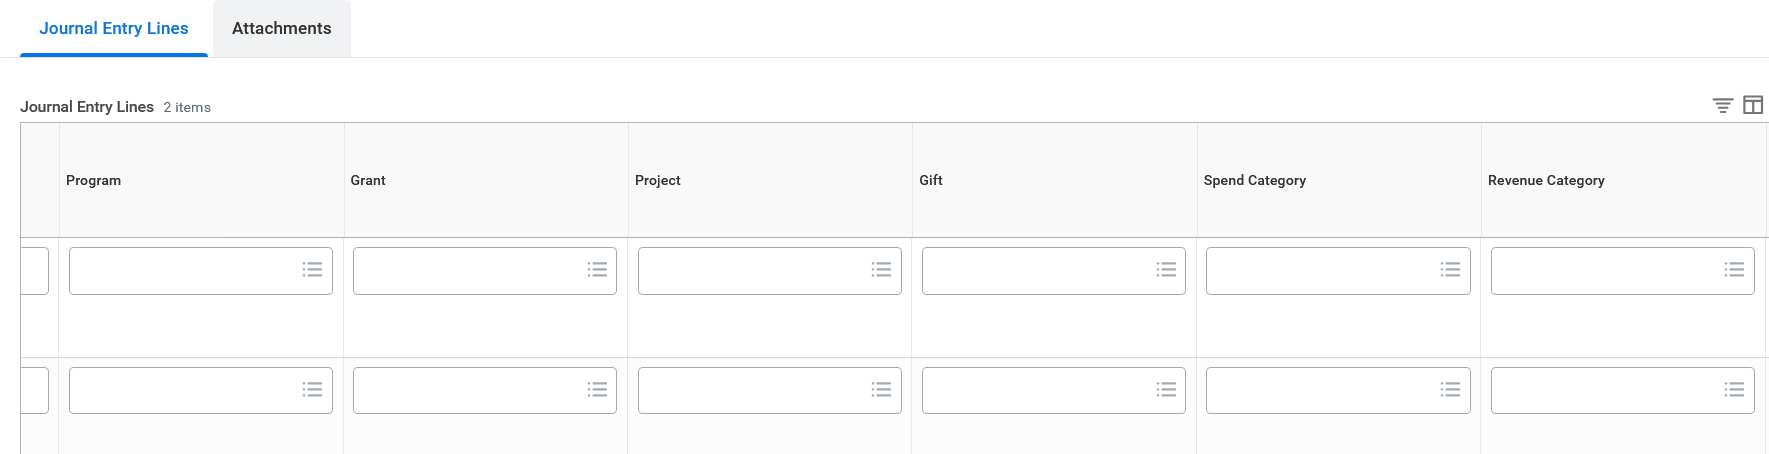 Journal Entry Lines Attachments
Journal Entry Lines 2 items
Program Grant Project Gift Spend Category Revenue Category